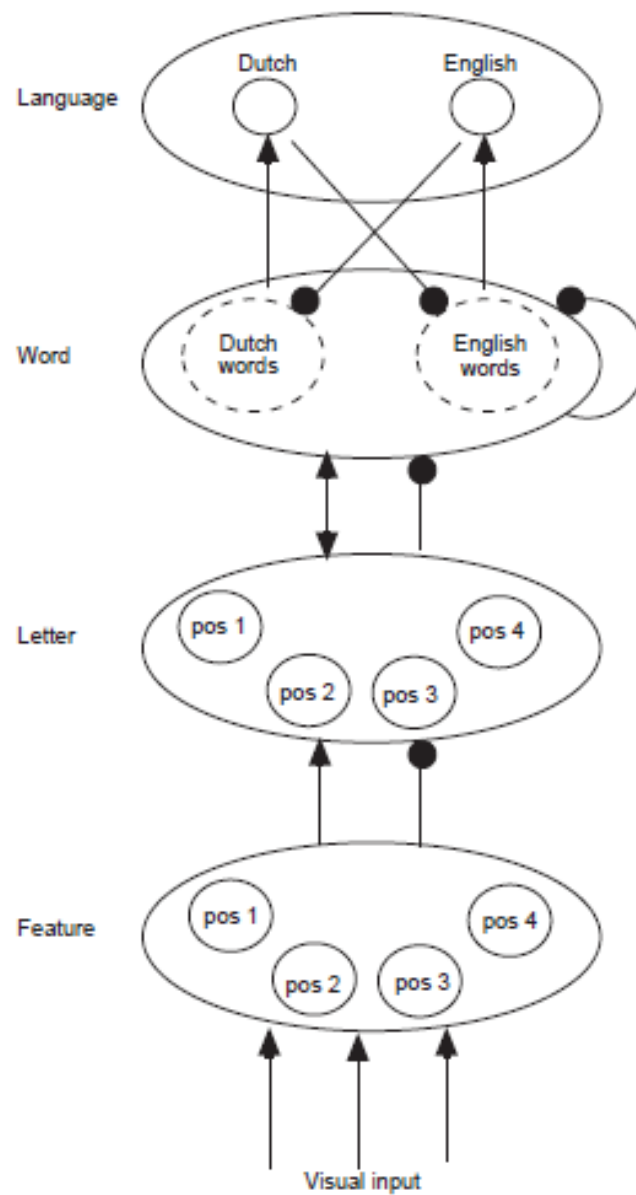 Dutch English
Language
Word
Dutch words
English words
Letter
pos 1
pos 4
pos 2
pos 3
Feature
pos 1
pos 4
pos 2
pos 3
Visual input